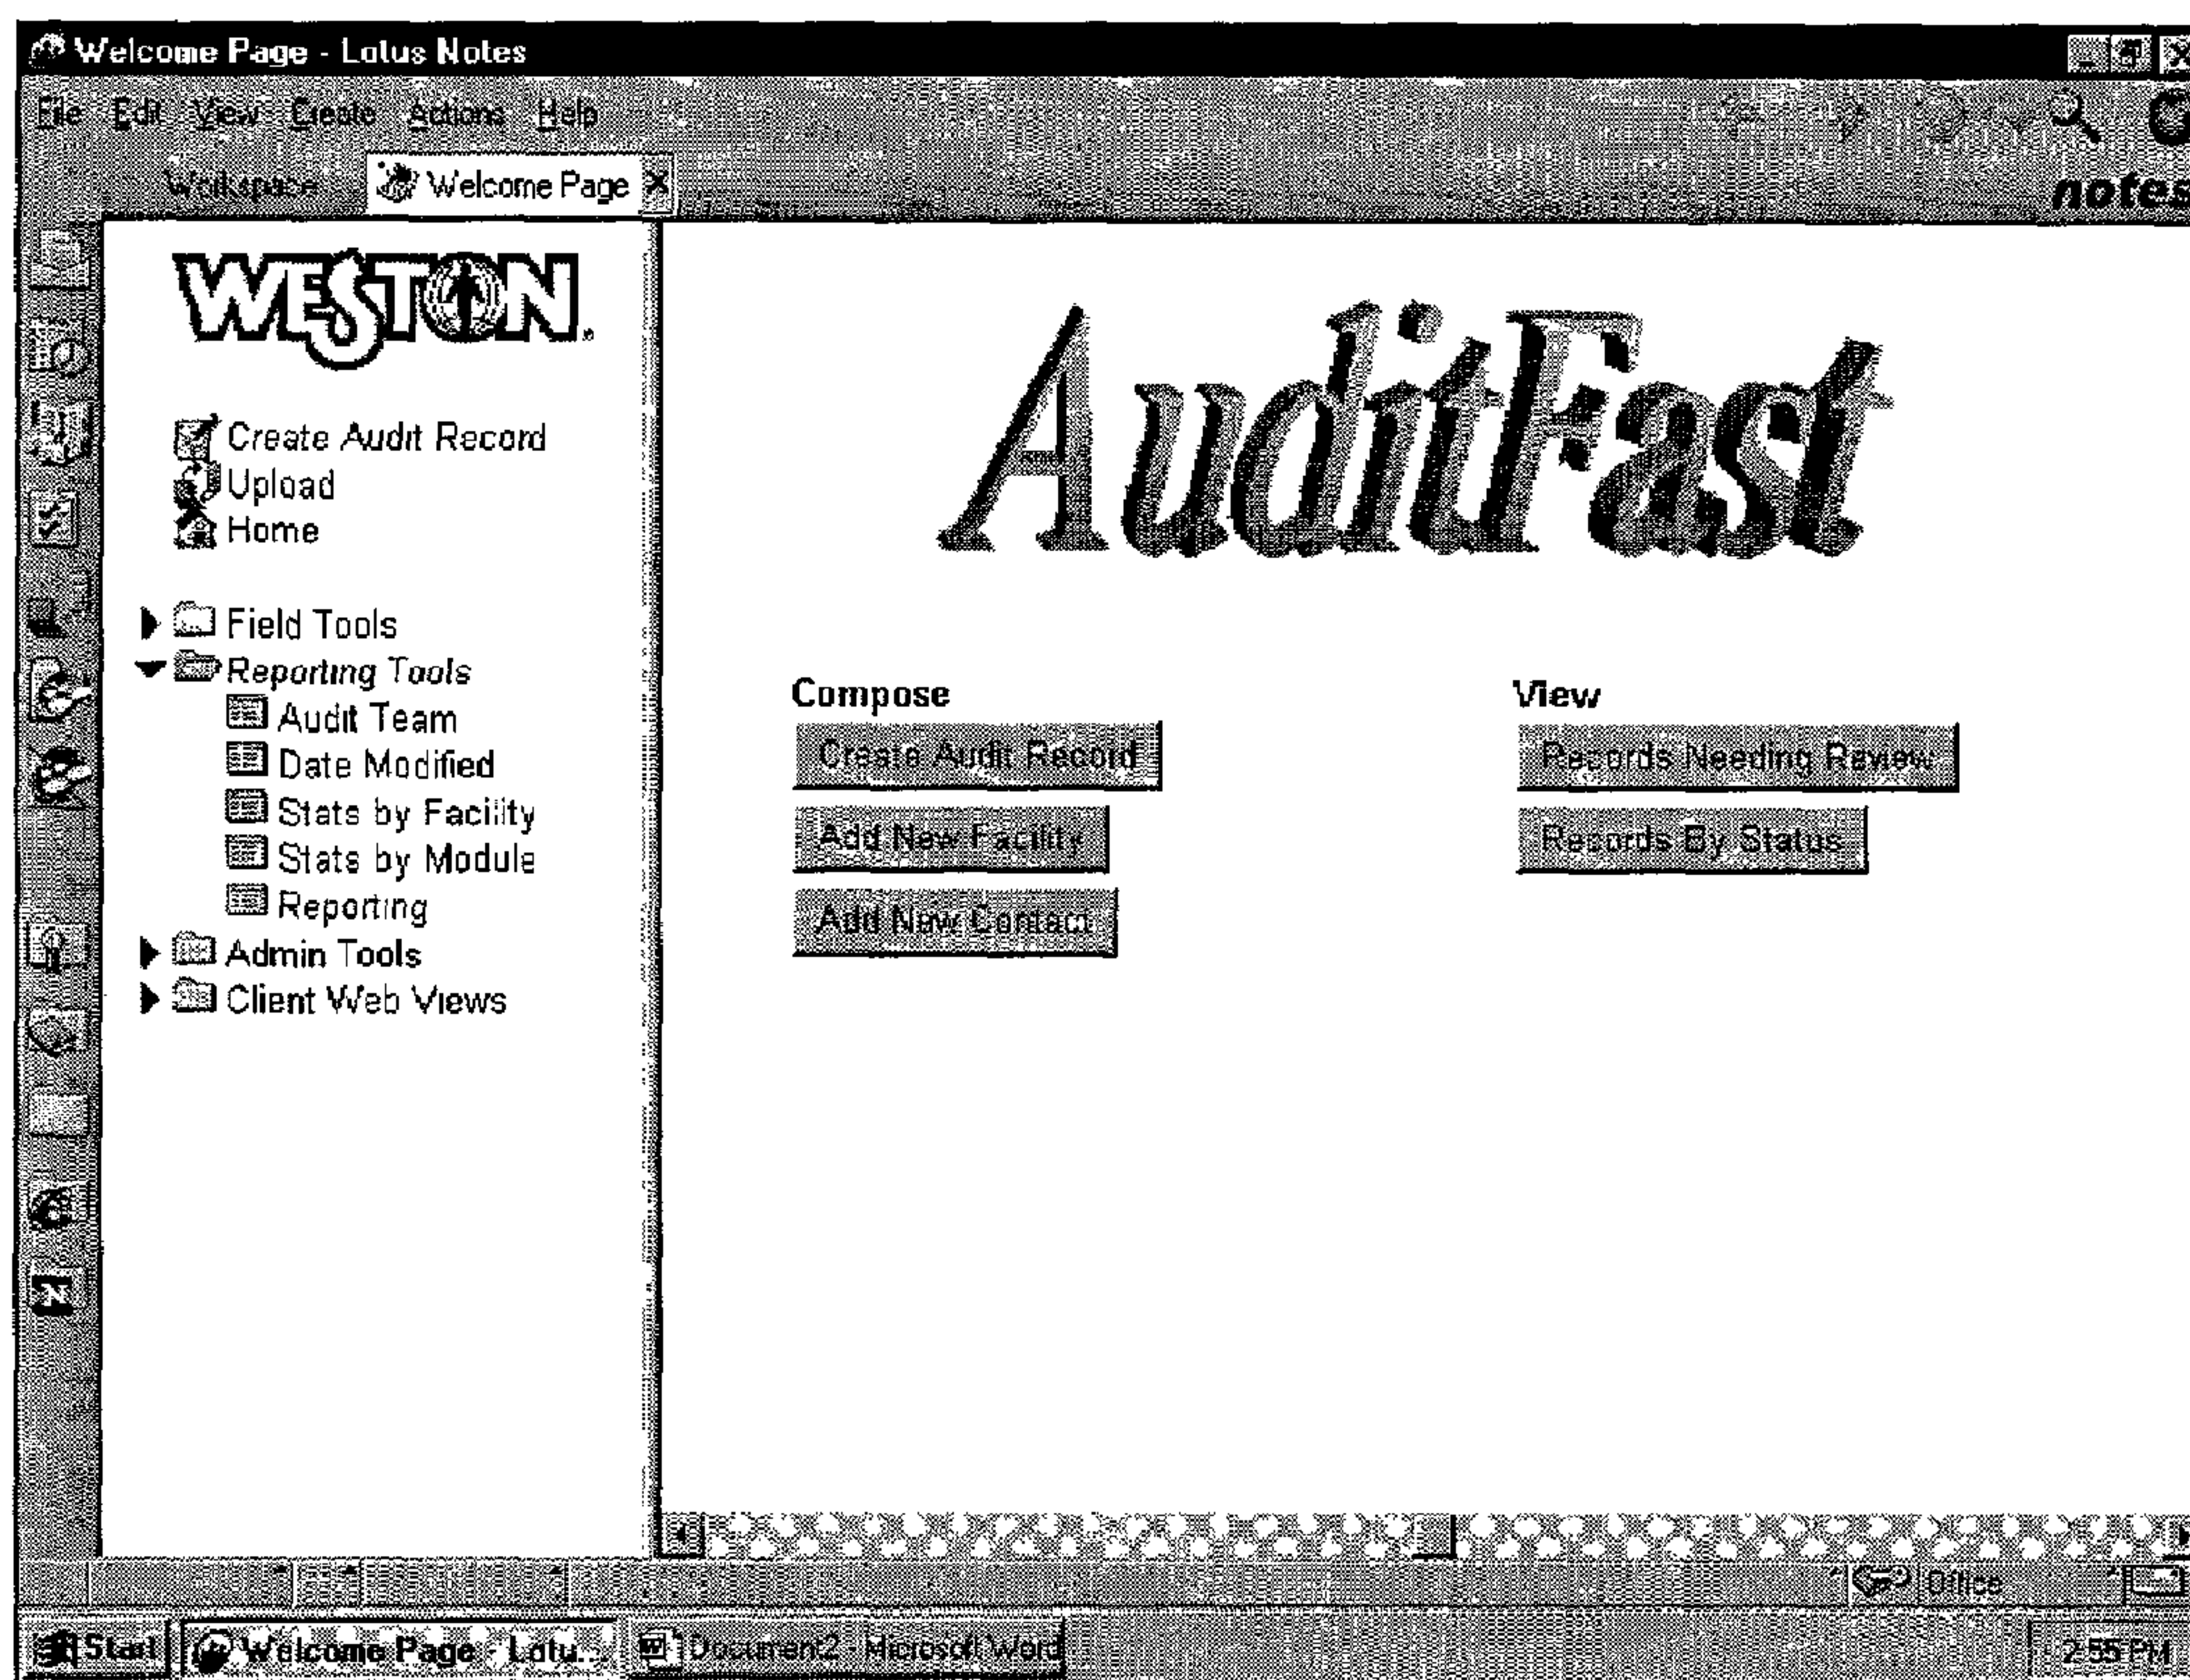 Welcome Page - Lotus Notes
File Edit View Create Actions Help
Workspace Welcome Page
notes
WESTON
Create Audit Record
Upload
Home
Field Tools
Reporting Tools
Audit Team
Date Modified
Stats by Facility
Stats by Module
Reporting
Admin Tools
Client Web Views
AuditFast
Compose
Create Audit Record
Add New Facility
Add New Contact
View
Records Needing Review
Records By Status
Office
Start Welcome Page - Lotu... Document2 - Microsoft Word 2:55 PM